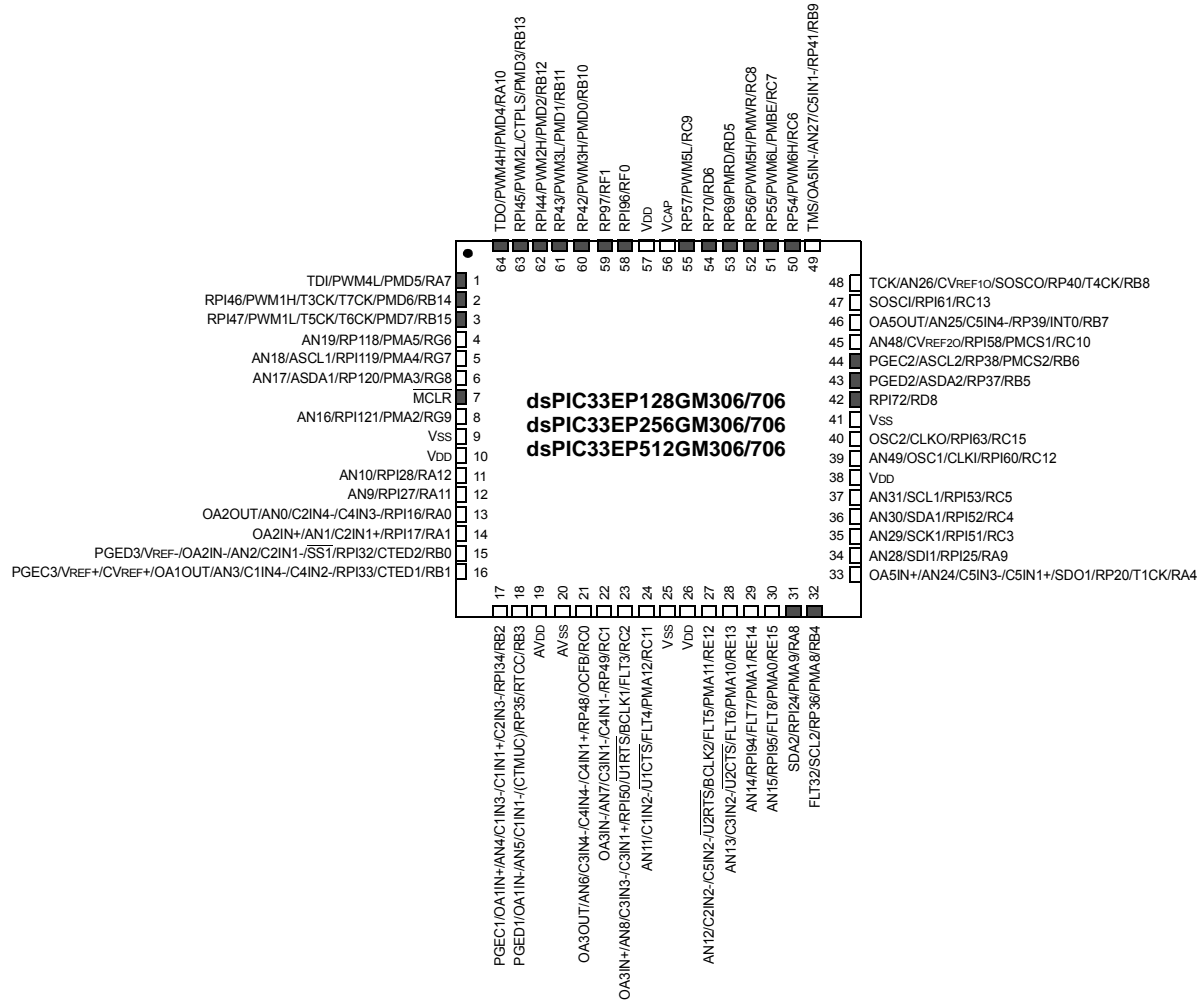 TDO/PWM4H/PMD4/RA10
RPI45/PWM2L/CTPLS/PMD3/RB13
RPI44/PWM2H/PMD2/RB12
RP43/PWM3L/PMD1/RB11
RP42/PWM3H/PMD0/RB10
RP97/RF1
RPI96/RF0
VDD
VCAP
RP57/PWM5L/RC9
RP70/RD6
RP69/PMRD/RD5
RP56/PWM5H/PMWR/RC8
RP55/PWM6L/PMBE/RC7
RP54/PWM6H/RC6
TMS/OA5IN-/AN27/C5IN1-/RP41/RB9
64 63 62 61 60 59 58 57 56 55 54 53 52 51 50 49
TDI/PWM4L/PMD5/RA7 1
RPI46/PWM1H/T3CK/T7CK/PMD6/RB14 2
RPI47/PWM1L/T5CK/T6CK/PMD7/RB15 3
AN19/RP118/PMA5/RG6 4
AN18/ASCL1/RPI119/PMA4/RG7 5
AN17/ASDA1/RP120/PMA3/RG8 6
MCLR 7
AN16/RPI121/PMA2/RG9 8
VSS 9
VDD 10
AN10/RPI28/RA12 11
AN9/RPI27/RA11 12
OA2OUT/AN0/C2IN4-/C4IN3-/RPI16/RA0 13
OA2IN+/AN1/C2IN1+/RPI17/RA1 14
PGED3/VREF-/OA2IN-/AN2/C2IN1-/SS1/RPI32/CTED2/RB0 15
PGEC3/VREF+/CVREF+/OA1OUT/AN3/C1IN4-/C4IN2-/RPI33/CTED1/RB1 16
dsPIC33EP128GM306/706
dsPIC33EP256GM306/706
dsPIC33EP512GM306/706
48 TCK/AN26/CVREF1O/SOSCO/RP40/T4CK/RB8
47 SOSCI/RPI61/RC13
46 OA5OUT/AN25/C5IN4-/RP39/INT0/RB7
45 AN48/CVREF2O/RPI58/PMCS1/RC10
44 PGEC2/ASCL2/RP38/PMCS2/RB6
43 PGED2/ASDA2/RP37/RB5
42 RPI72/RD8
41 VSS
40 OSC2/CLKO/RPI63/RC15
39 AN49/OSC1/CLKI/RPI60/RC12
38 VDD
37 AN31/SCL1/RPI53/RC5
36 AN30/SDA1/RPI52/RC4
35 AN29/SCK1/RPI51/RC3
34 AN28/SDI1/RPI25/RA9
33 OA5IN+/AN24/C5IN3-/C5IN1+/SDO1/RP20/T1CK/RA4
17 18 19 20 21 22 23 24 25 26 27 28 29 30 31 32
PGEC1/OA1IN+/AN4/C1IN3-/C1IN1+/C2IN3-/RPI34/RB2
PGED1/OA1IN-/AN5/C1IN1-/(CTMUC)/RP35/RTCC/RB3
AVDD
AVSS
OA3OUT/AN6/C3IN4-/C4IN4-/C4IN1+/RP48/OCFB/RC0
OA3IN-/AN7/C3IN1-/C4IN1-/RP49/RC1
OA3IN+/AN8/C3IN3-/C3IN1+/RPI50/U1RTS/BCLK1/FLT3/RC2
AN11/C1IN2-/U1CTS/FLT4/PMA12/RC11
VSS
VDD
AN12/C2IN2-/C5IN2-/U2RTS/BCLK2/FLT5/PMA11/RE12
AN13/C3IN2-/U2CTS/FLT6/PMA10/RE13
AN14/RPI94/FLT7/PMA1/RE14
AN15/RPI95/FLT8/PMA0/RE15
SDA2/RPI24/PMA9/RA8
FLT32/SCL2/RP36/PMA8/RB4